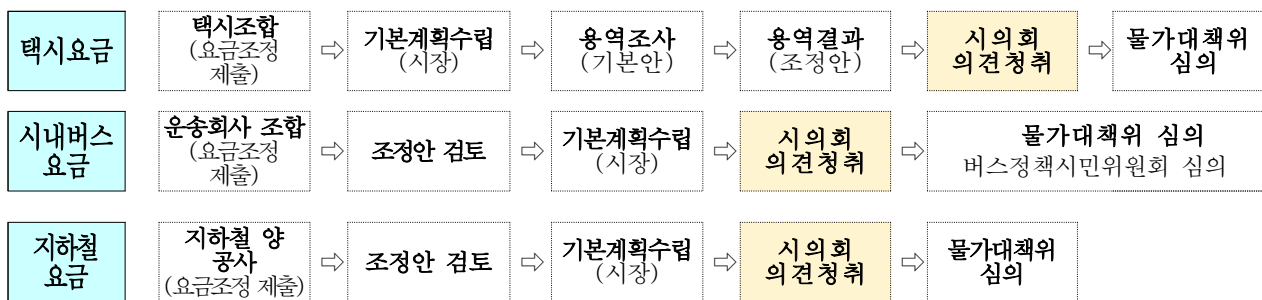 택시요금
택시조합
(요금조정
제출)
⇨
기본계획수립
(시장)
⇨
용역조사
(기본안)
⇨
용역결과
(조정안)
⇨
시의회
의견청취
⇨
물가대책위
심의
시내버스
요금
운송회사 조합
(요금조정
제출)
⇨
조정안 검토
⇨
기본계획수립
(시장)
⇨
시의회
의견청취
⇨
물가대책위 심의
버스정책시민위원회 심의
지하철
요금
지하철 양
공사
(요금조정 제출)
⇨
조정안 검토
⇨
기본계획수립
(시장)
⇨
시의회
의견청취
⇨
물가대책위
심의